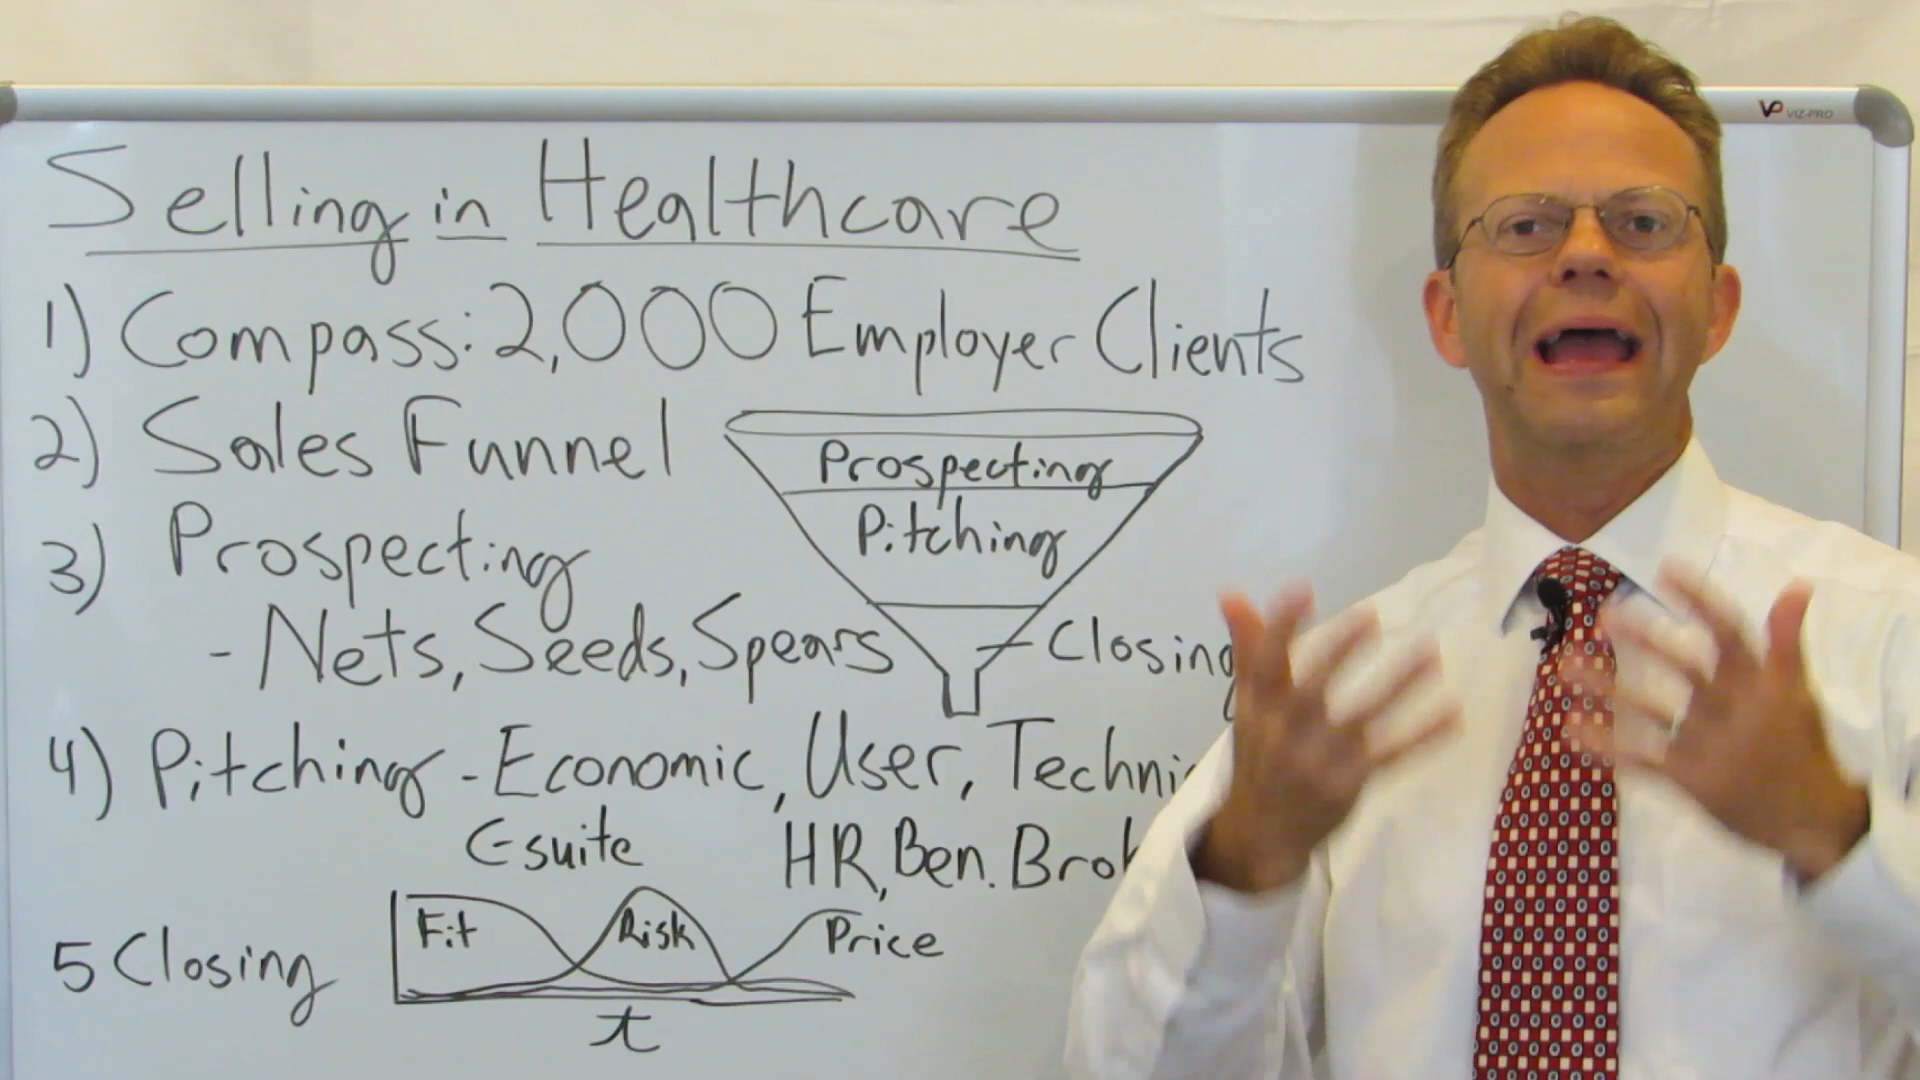 VIZ-PRO
Selling in Healthcare
1) Compass: 2,000 Employer Clients
2) Sales Funnel
Prospecting
Pitching
Closing
3) Prospecting
- Nets, Seeds, Spears
4) Pitching - Economic, User,
C-suite HR, Ben.
5 Closing
Fit Risk Price
t